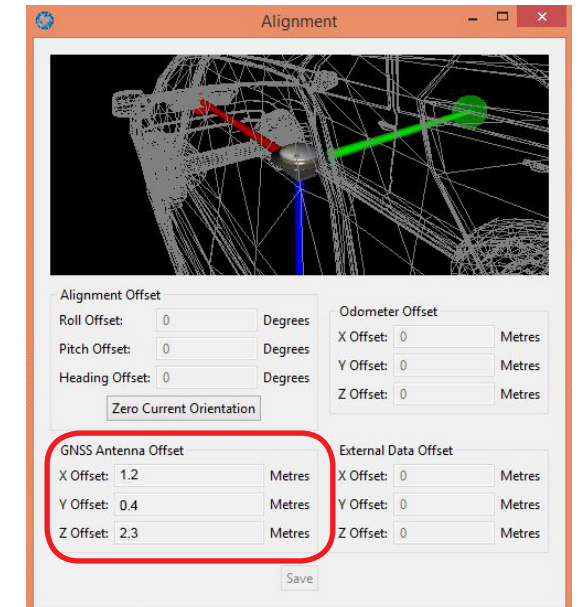 Alignment
Alignment Offset
Roll Offset: 0 Degrees
Pitch Offset: 0 Degrees
Heading Offset: 0 Degrees
Zero Current Orientation
Odometer Offset
X Offset: 0 Metres
Y Offset: 0 Metres
Z Offset: 0 Metres
GNSS Antenna Offset
X Offset: 1.2 Metres
Y Offset: 0.4 Metres
Z Offset: 2.3 Metres
External Data Offset
X Offset: 0 Metres
Y Offset: 0 Metres
Z Offset: 0 Metres
Save